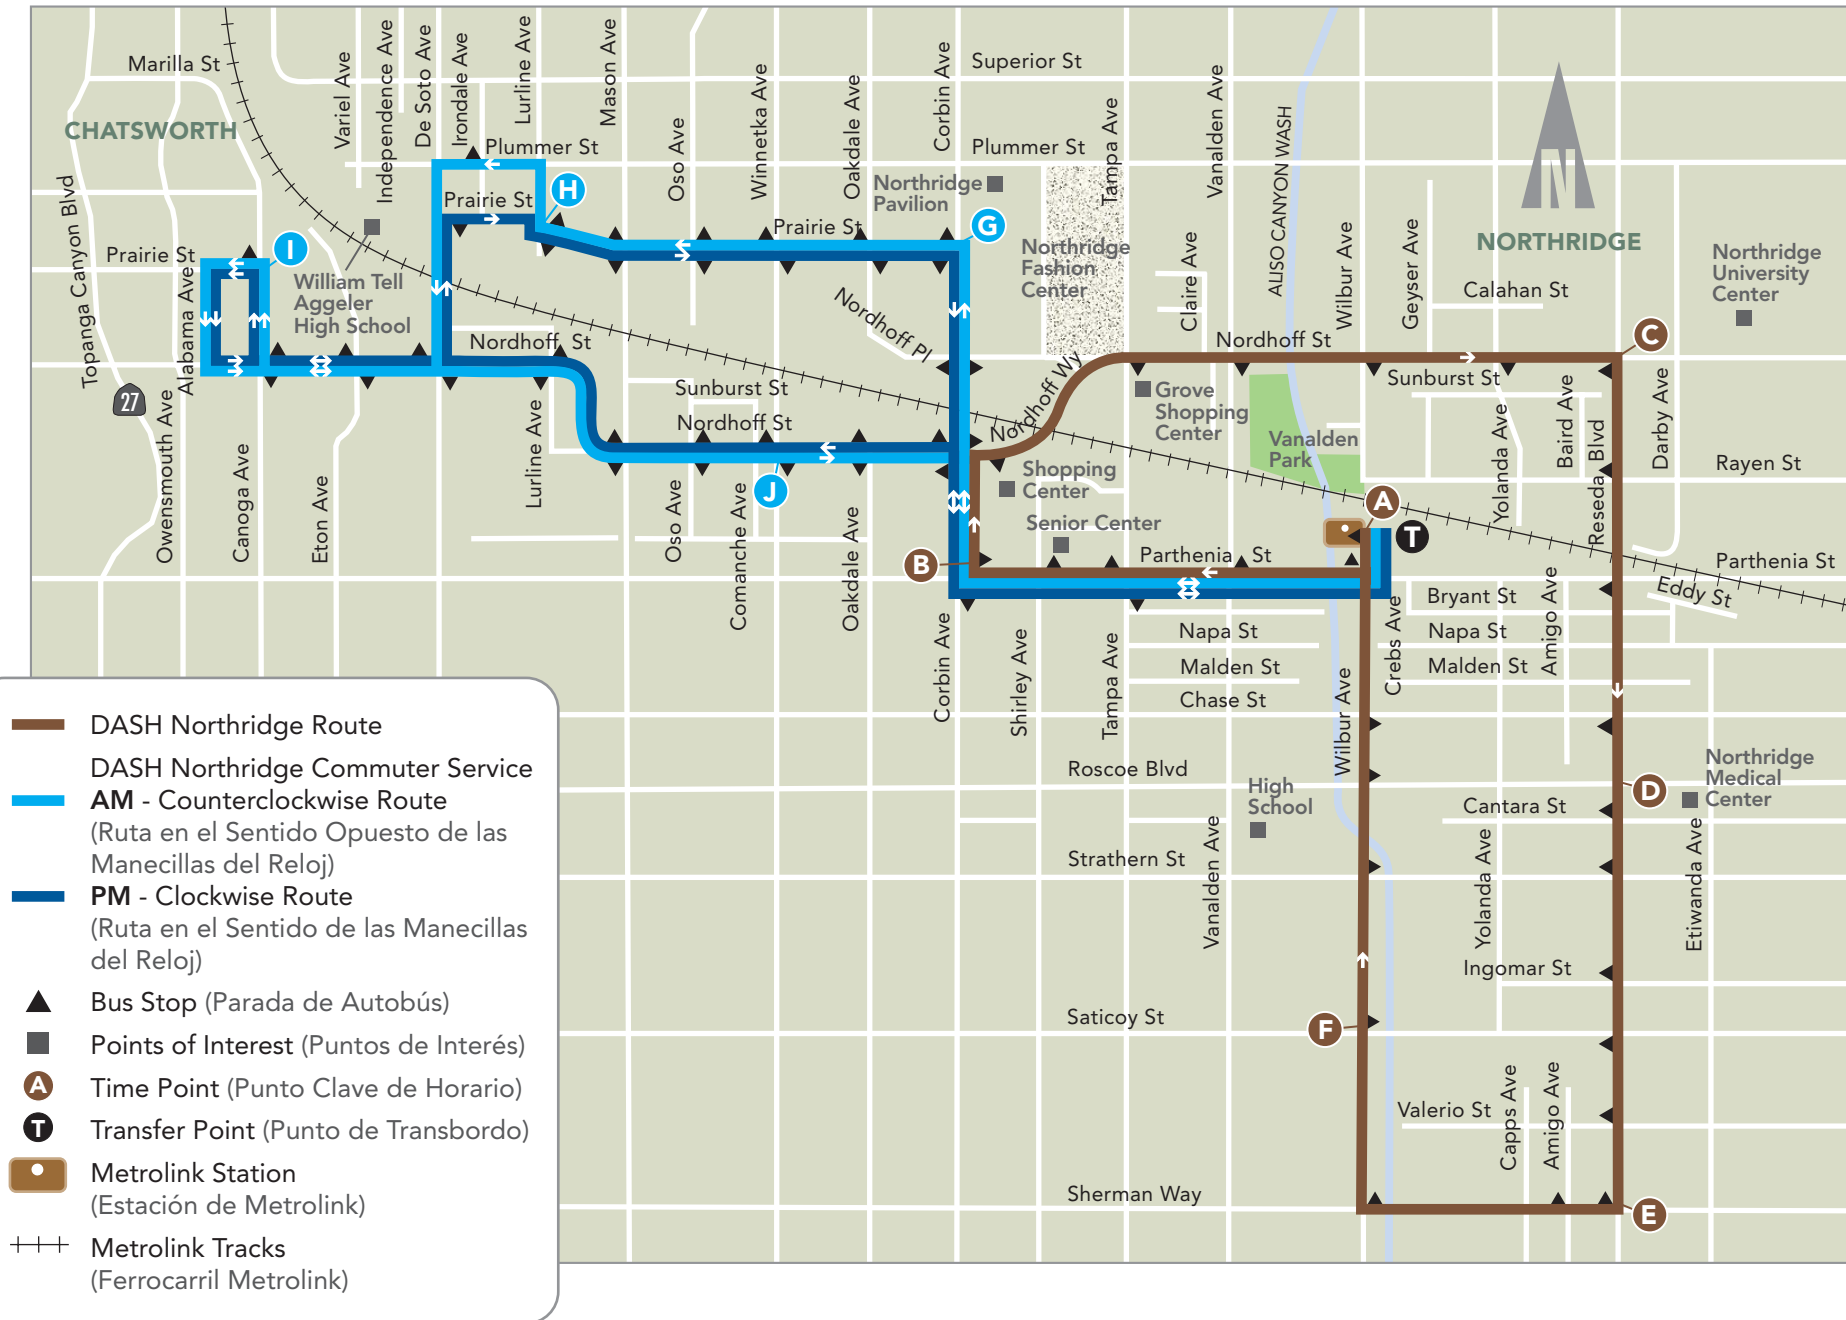 Marilla St
CHATSWORTH
Variel Ave
Independence Ave
De Soto Ave
Irondale Ave
Lurline Ave
Mason Ave
Oso Ave
Winnetka Ave
Oakdale Ave
Corbin Ave
Superior St
Plummer St
Plummer St
Tampa Ave
Vanalden Ave
ALISO CANYON WASH
Wilbur Ave
Geyser Ave
N
NORTHRIDGE
Northridge
University
Center
Northridge
Pavilion
Prairie St
H
Prairie St
G
Northridge
Fashion
Center
Claire Ave
Calahan St
Topanga Canyon Blvd
Prairie St
I
Alabama Ave
William Tell
Aggeler
High School
Nordhoff Pl
Nordhoff St
Nordhoff Wy
Nordhoff St
C
27
Sunburst St
Nordhoff St
Sunburst St
Grove
Shopping
Center
Vanalden
Park
Yolanda Ave
Baird Ave
Reseda Blvd
Darby Ave
Rayen St
Owensmouth Ave
Canoga Ave
Eton Ave
Lurline Ave
Oso Ave
J
Comanche Ave
Oakdale Ave
Shopping
Center
Senior Center
A
T
B
Parthenia St
Parthenia St
Eddy St
Corbin Ave
Shirley Ave
Tampa Ave
Napa St
Malden St
Chase St
Wilbur Ave
Crebs Ave
Bryant St
Napa St
Malden St
Amigo Ave
Roscoe Blvd
High
School
Northridge
Medical
Center
D
Cantara St
Strathern St
Vanalden Ave
Yolanda Ave
Etiwanda Ave
Ingomar St
Saticoy St
F
Valerio St
Capps Ave
Amigo Ave
Sherman Way
E
DASH Northridge Route
DASH Northridge Commuter Service
AM - Counterclockwise Route
(Ruta en el Sentido Opuesto de las
Manecillas del Reloj)
PM - Clockwise Route
(Ruta en el Sentido de las Manecillas
del Reloj)
Bus Stop (Parada de Autobús)
Points of Interest (Puntos de Interés)
A Time Point (Punto Clave de Horario)
T Transfer Point (Punto de Transbordo)
Metrolink Station
(Estación de Metrolink)
Metrolink Tracks
(Ferrocarril Metrolink)